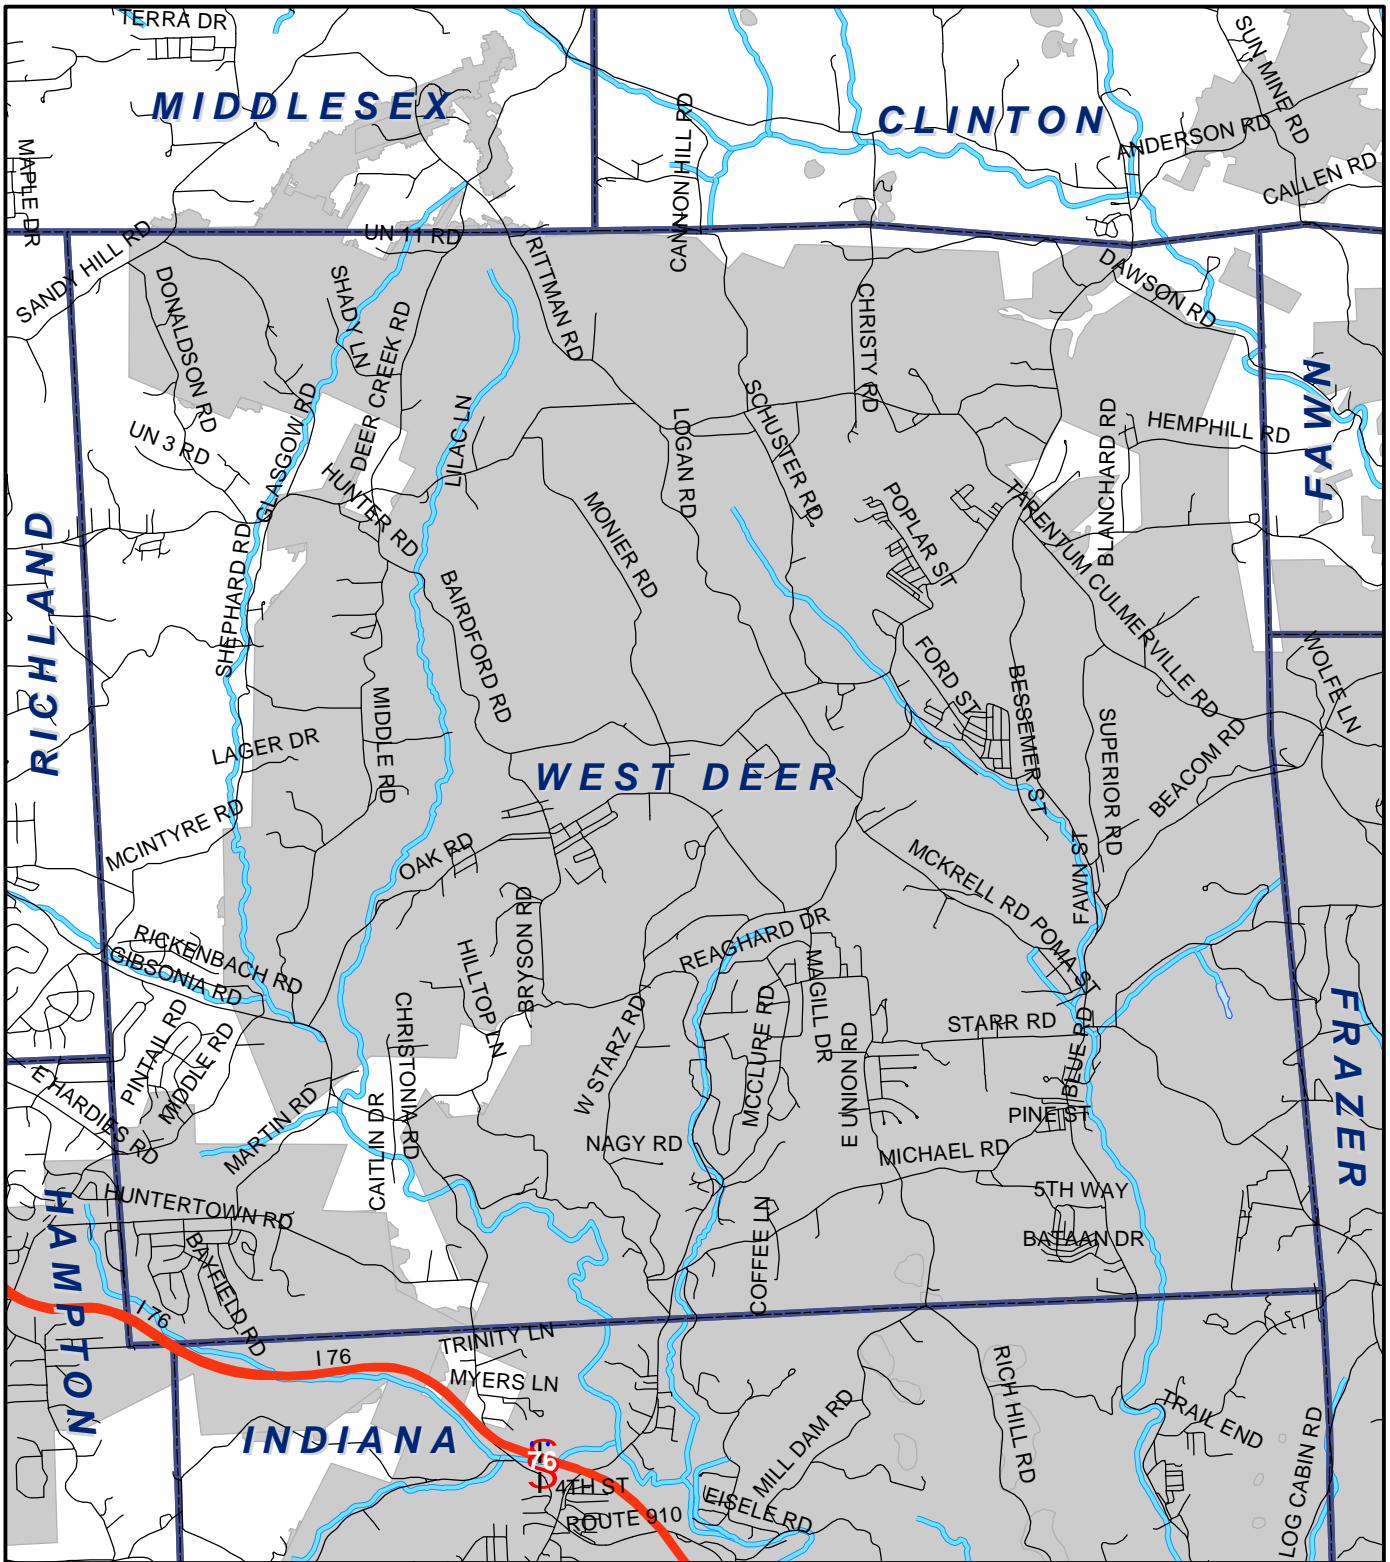 TERRA DR
SUN MINE RD
MIDDLESEX
CLINTON
CANNON HILL RD
ANDERSON RD
MAPLE DR
CALLEN RD
UN 11 RD
SANDY HILL RD
RITTMAN RD
DAWSON RD
DONALDSON RD
SHADY LN
DEER CREEK RD
CHRISTY RD
FAWN
GLASGOW RD
LILAC LN
LOGAN RD
SCHUSTER RD
BLANCHARD RD
HEMPHILL RD
UN 3 RD
HUNTER RD
MONIER RD
POPLAR ST
TARENTUM CULMERVILLE RD
RICHLAND
SHEPHARD RD
BAIRDFORD RD
FORD ST
BESSEMER ST
WOLFE LN
MIDDLE RD
SUPERIOR RD
BEACOM RD
LAGER DR
WEST DEER
MCINTYRE RD
OAK RD
MCKRELL RD
FAWN ST
RICKENBACH RD
GIBSONIA RD
HILLTOP LN
BRYSON RD
REAGHARD DR
MAGILL DR
POMA ST
PINTAIL RD
MIDDLE RD
CHRISTONIA RD
W STARZ RD
MCCLURE RD
E UNION RD
STARR RD
BLUE RD
FRAZER
E HARDIES RD
MARTIN RD
CAITLIN DR
NAGY RD
PINE ST
MICHAEL RD
HUNTERTOWN RD
5TH WAY
COFFEE LN
BATAAN DR
HAMPTON
BAYFIELD RD
I 76
I 76
TRINITY LN
MYERS LN
RICH HILL RD
MILL DAM RD
TRAIL END
LOG CABIN RD
INDIANA
76
4TH ST
ROUTE 910
EISELE RD